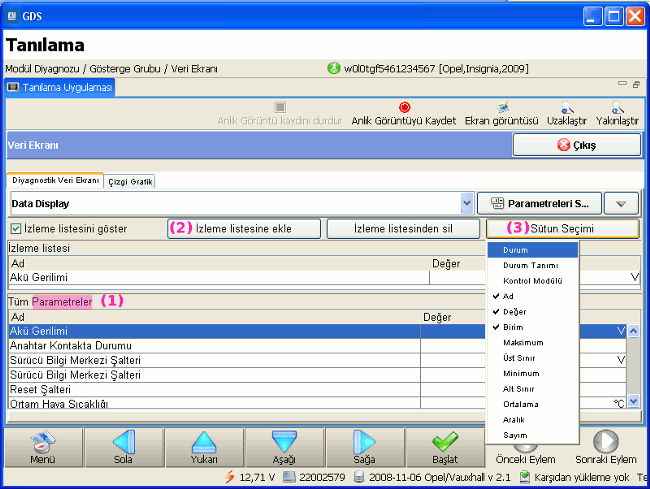 GDS
Tanılama
Modül Diyagnozu / Gösterge Grubu / Veri Ekranı
w0l0tgf5461234567 [Opel,Insignia,2009]
Tanılama Uygulaması
Anlık Görüntü kaydını durdur
Anlık Görüntüyü Kaydet
Ekran görüntüsü
Uzaklaştır
Yakınlaştır
Veri Ekranı
Çıkış
Diyagnostik Veri Ekranı
Çizgi Grafik
Data Display
Parametreleri S...
İzleme listesini göster
(2) İzleme listesine ekle
İzleme listesinden sil
(3) Sütun Seçimi
İzleme listesi
Ad
Değer
Akü Gerilimi
V
Tüm Parametreler (1)
Ad
Değer
Akü Gerilimi
V
Anahtar Kontakta Durumu
Sürücü Bilgi Merkezi Şalteri
V
Sürücü Bilgi Merkezi Şalteri
Reset Şalteri
Ortam Hava Sıcaklığı
°C
Durum
Durum Tanımı
Kontrol Modülü
Ad
Değer
Birim
Maksimum
Üst Sınır
Minimum
Alt Sınır
Ortalama
Aralık
Sayım
Menü
Sola
Yukarı
Aşağı
Sağa
Başlat
Önceki Eylem
Sonraki Eylem
12,71 V
22002579
2008-11-06 Opel/Vauxhall v 2.1
Karşıdan yükleme yok
Te